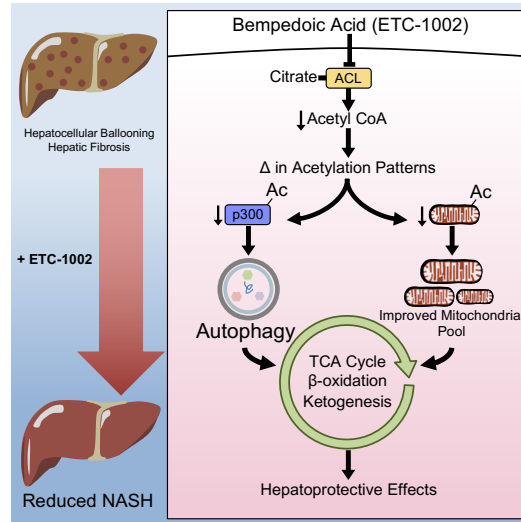 Bempedoic Acid (ETC-1002)
Citrate
ACL
Acetyl CoA
Δ in Acetylation Patterns
Ac
p300
Ac
Autophagy
Improved Mitochondrial
Pool
TCA Cycle
β-oxidation
Ketogenesis
Hepatoprotective Effects
Hepatocellular Ballooning
Hepatic Fibrosis
+ ETC-1002
Reduced NASH